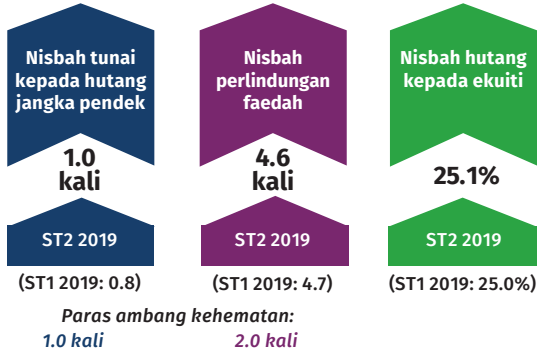 Nisbah tunai
kepada hutang
jangka pendek
1.0
kali
ST2 2019
(ST1 2019: 0.8)
Nisbah
perlindungan
faedah
4.6
kali
ST2 2019
(ST1 2019: 4.7)
Nisbah hutang
kepada ekuiti
25.1%
ST2 2019
(ST1 2019: 25.0%)
Paras ambang kehematan:
1.0 kali
2.0 kali